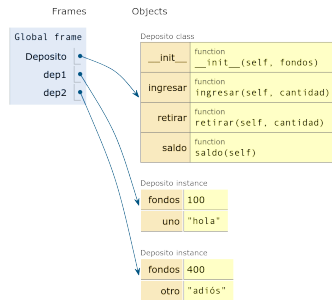 Frames Objects
Global frame
Deposito
dep1
dep2
Deposito class
__init__ function
__init__(self, fondos)
ingresar function
ingresar(self, cantidad)
retirar function
retirar(self, cantidad)
saldo function
saldo(self)
Deposito instance
fondos 100
uno "hola"
Deposito instance
fondos 400
otro "adiós"